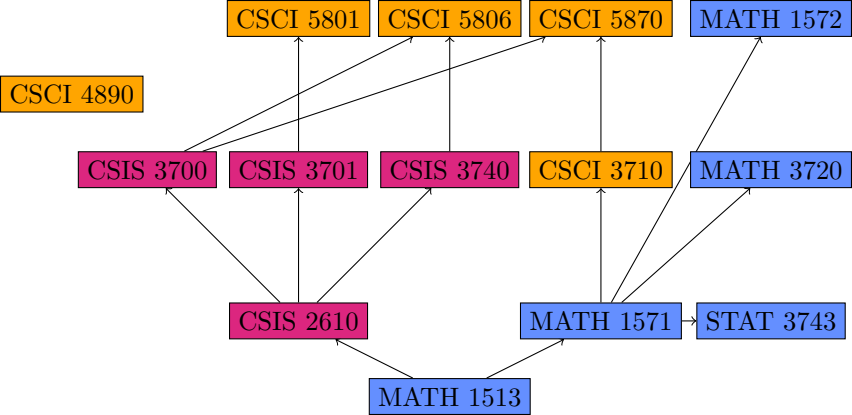 CSCI 5801 CSCI 5806 CSCI 5870 MATH 1572
CSCI 4890
CSIS 3700 CSIS 3701 CSIS 3740 CSCI 3710 MATH 3720
CSIS 2610 MATH 1571 STAT 3743
MATH 1513